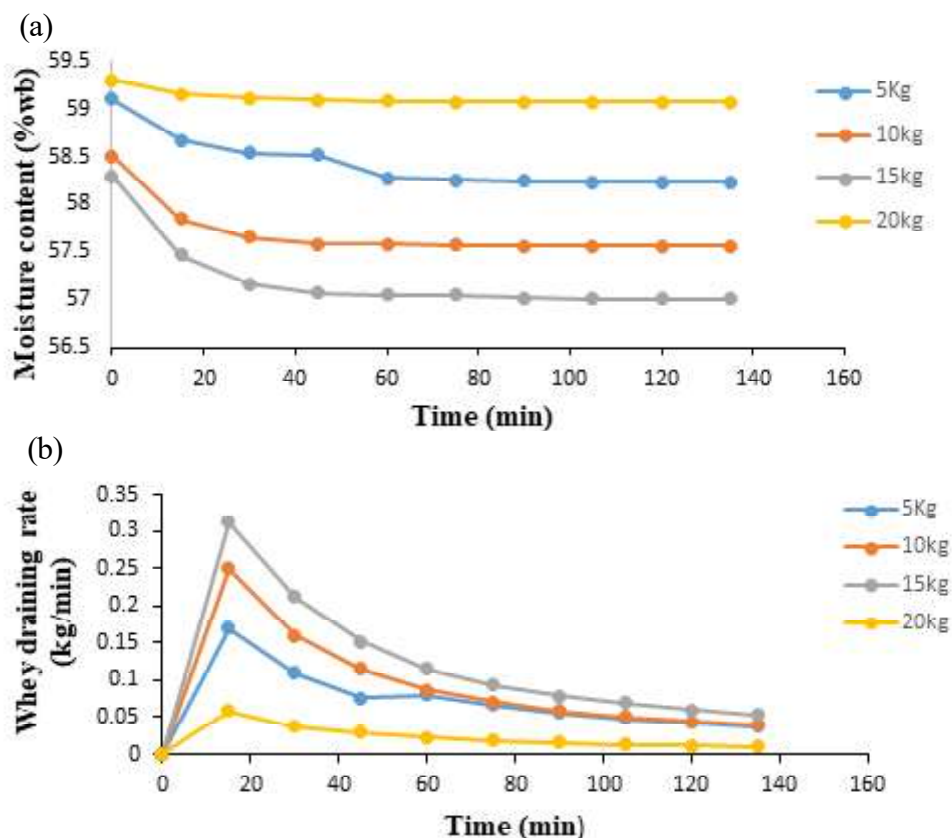 (a)
Moisture content (%wb)
59.5
59
58.5
58
57.5
57
56.5
0 20 40 60 80 100 120 140 160
Time (min)
5Kg
10kg
15kg
20kg
(b)
Whey draining rate
(kg/min)
0.35
0.3
0.25
0.2
0.15
0.1
0.05
0
0 20 40 60 80 100 120 140 160
Time (min)
5Kg
10kg
15kg
20kg